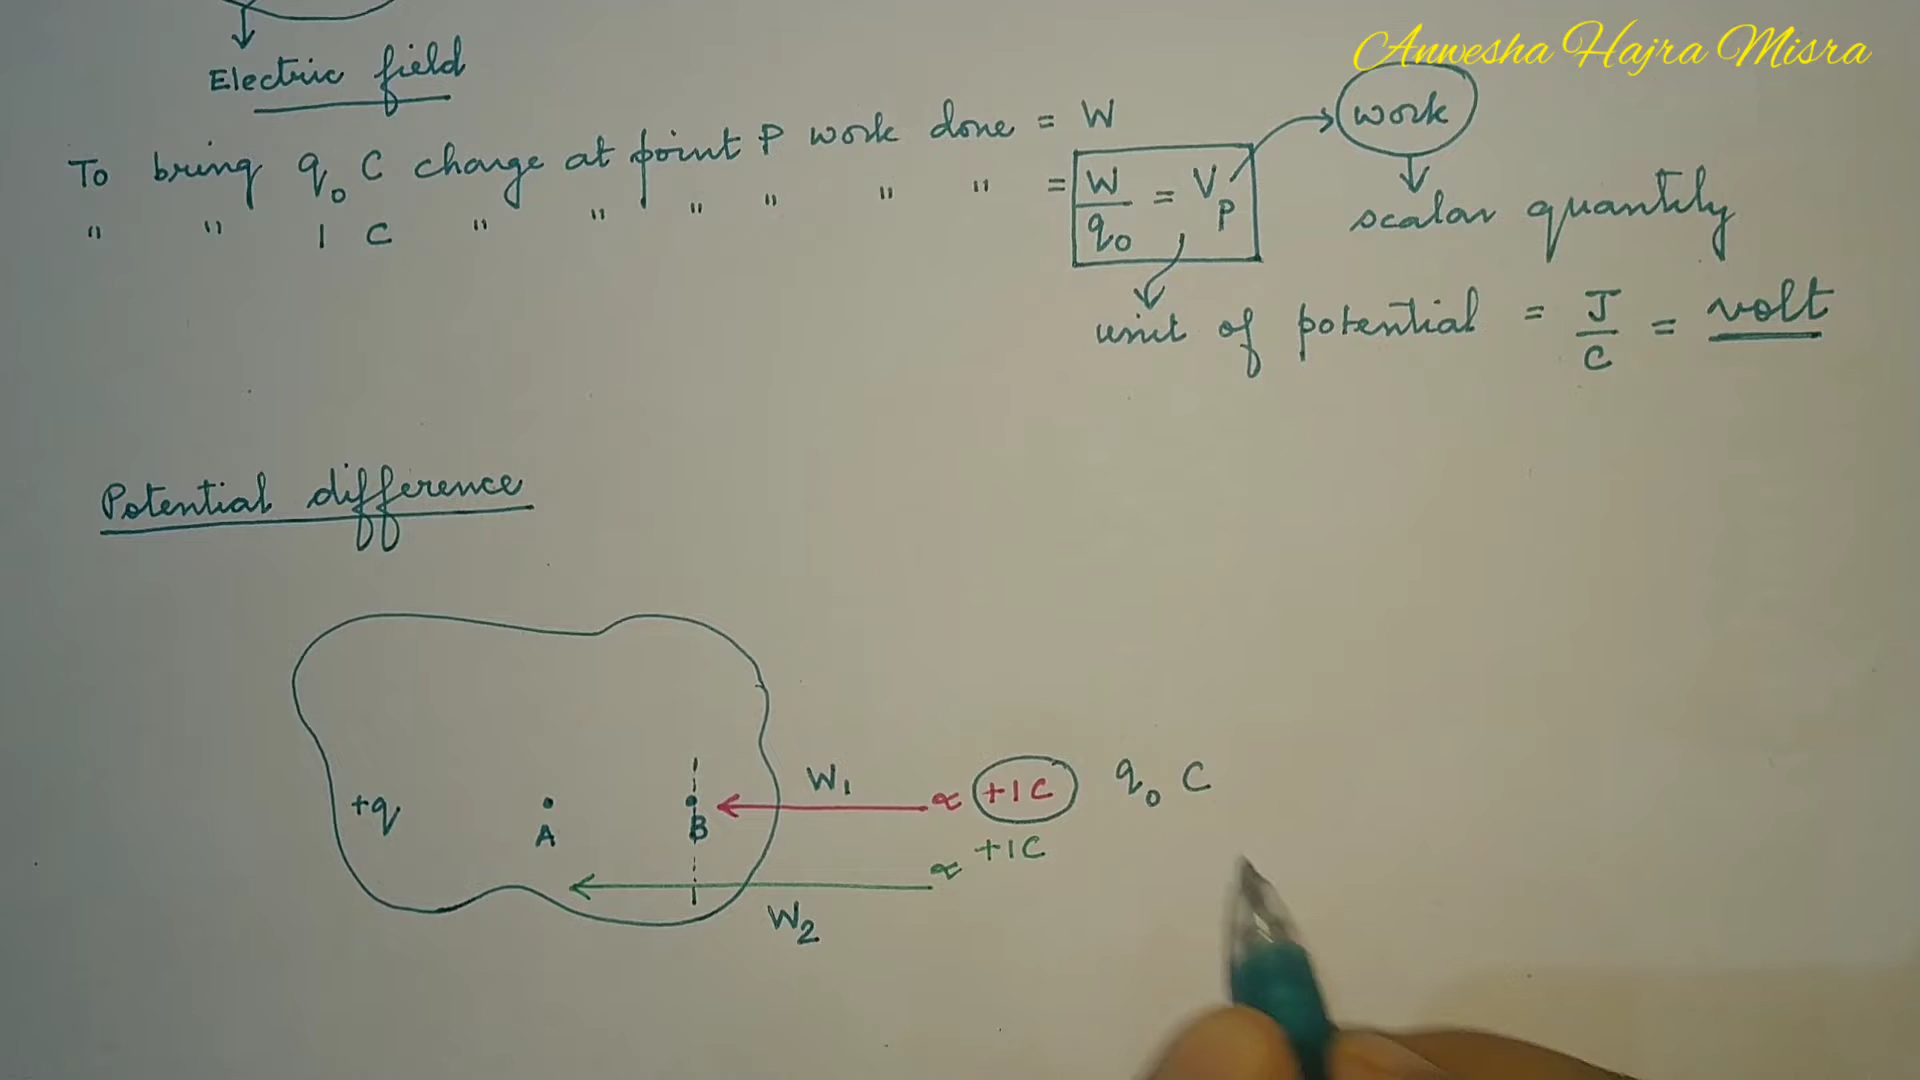 Anwesha Hajra Misra
Electric field
To bring q₀ C charge at point P work done = W
" " 1 C " " " " " " = W/q₀ = V_P
work
scalar quantity
unit of potential = J/C = volt
Potential difference
W₁
∝ +1C q₀ C
+q A B
∝ +1C
W₂